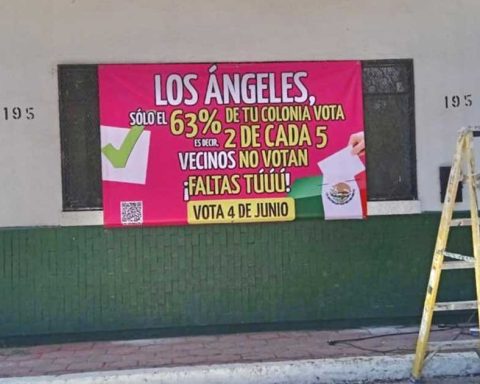 195
195
LOS ÁNGELES,
SÓLO EL 63% DE TU COLONIA VOTA
ES DECIR, 2 DE CADA 5
VECINOS NO VOTAN
¡FALTAS TÚÚÚ!
VOTA 4 DE JUNIO